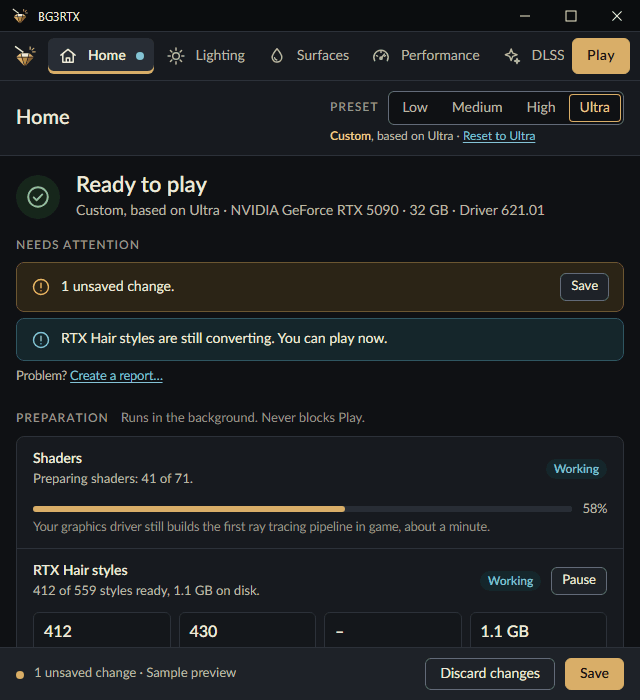 BG3RTX
Home Lighting Surfaces Performance DLSS Play
Home
PRESET Low Medium High Ultra
Custom, based on Ultra · Reset to Ultra
Ready to play
Custom, based on Ultra · NVIDIA GeForce RTX 5090 · 32 GB · Driver 621.01
NEEDS ATTENTION
1 unsaved change. Save
RTX Hair styles are still converting. You can play now.
Problem? Create a report...
PREPARATION Runs in the background. Never blocks Play.
Shaders
Preparing shaders: 41 of 71.
Working
58%
Your graphics driver still builds the first ray tracing pipeline in game, about a minute.
RTX Hair styles
412 of 559 styles ready, 1.1 GB on disk.
Working Pause
412 430 – 1.1 GB
1 unsaved change · Sample preview Discard changes Save